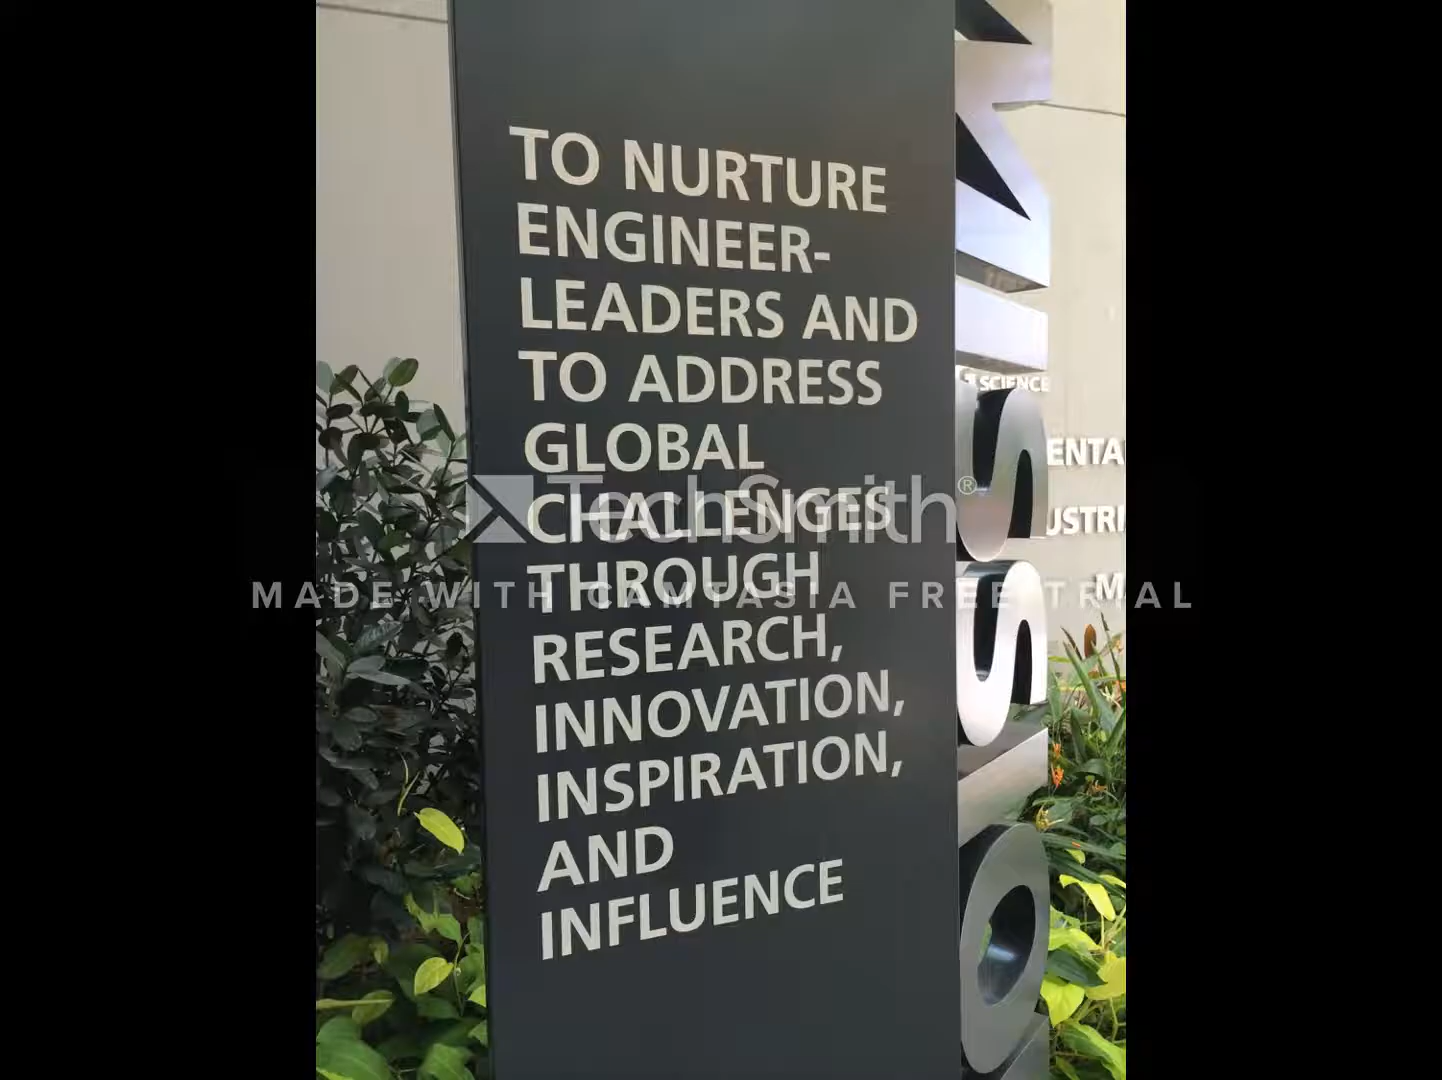 TO NURTURE
ENGINEER-
LEADERS AND
TO ADDRESS
GLOBAL
CHALLENGES
THROUGH
RESEARCH,
INNOVATION,
INSPIRATION,
AND
INFLUENCE
SCIENCE
TechSmith®
MADE WITH CAMTASIA FREE TRIAL